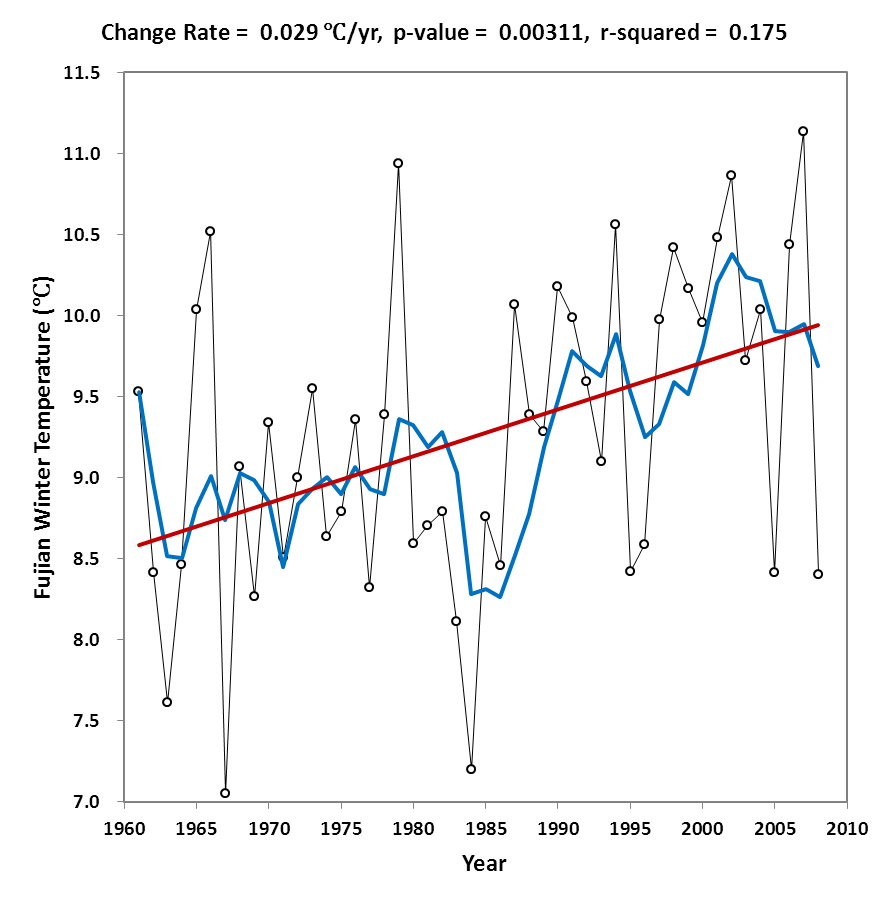 Change Rate = 0.029 ℃/yr, p-value = 0.00311, r-squared = 0.175
11.5
11.0
10.5
10.0
9.5
9.0
8.5
8.0
7.5
7.0
Fujian Winter Temperature (℃)
1960 1965 1970 1975 1980 1985 1990 1995 2000 2005 2010
Year